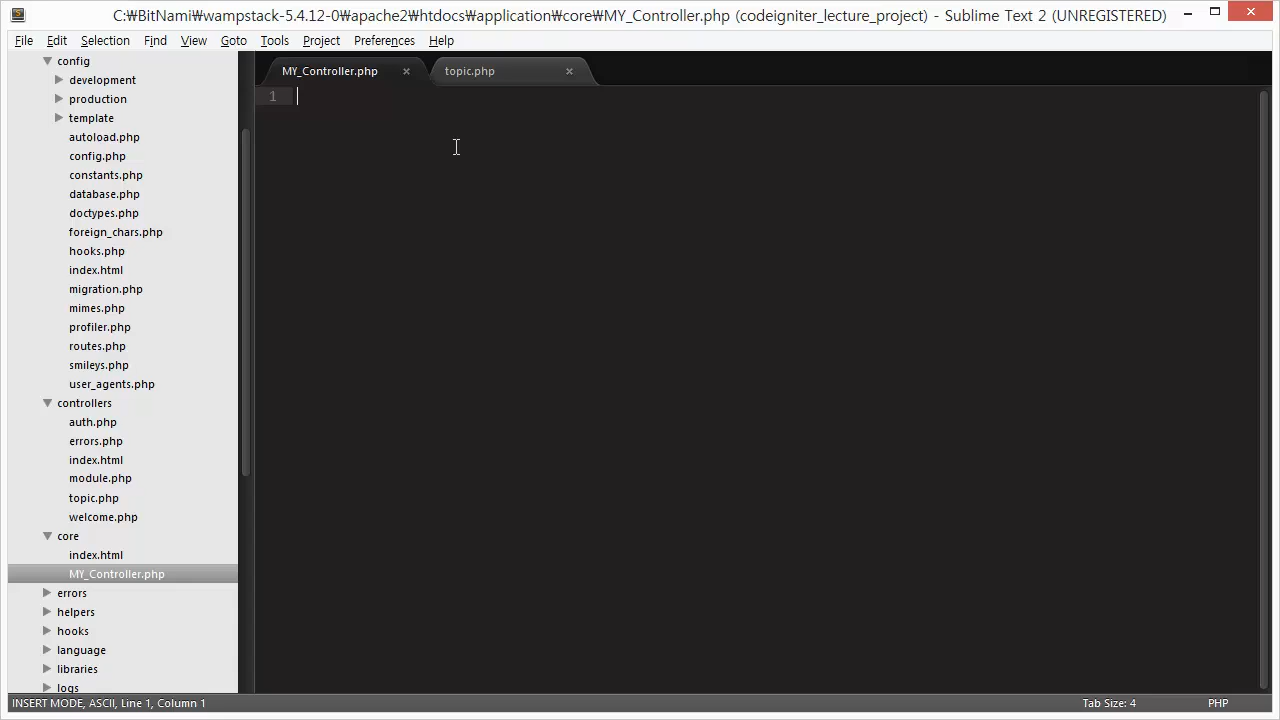 C:₩BitNami₩wampstack-5.4.12-0₩apache2₩htdocs₩application₩core₩MY_Controller.php (codeigniter_lecture_project) - Sublime Text 2 (UNREGISTERED)
File Edit Selection Find View Goto Tools Project Preferences Help
MY_Controller.php topic.php
1
config
development
production
template
autoload.php
config.php
constants.php
database.php
doctypes.php
foreign_chars.php
hooks.php
index.html
migration.php
mimes.php
profiler.php
routes.php
smileys.php
user_agents.php
controllers
auth.php
errors.php
index.html
module.php
topic.php
welcome.php
core
index.html
MY_Controller.php
errors
helpers
hooks
language
libraries
logs
INSERT MODE, ASCII, Line 1, Column 1 Tab Size: 4 PHP